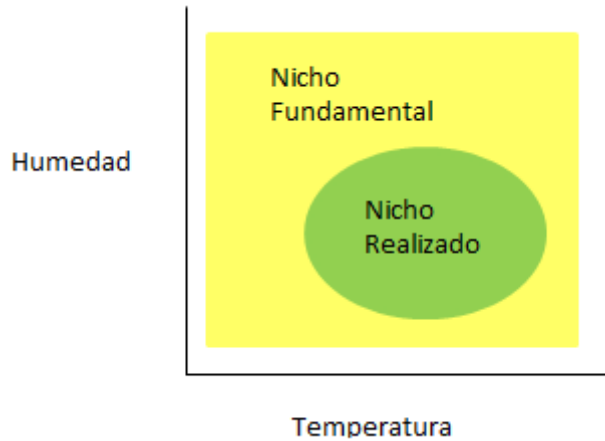 Nicho
Fundamental
Humedad
Nicho
Realizado
Temperatura